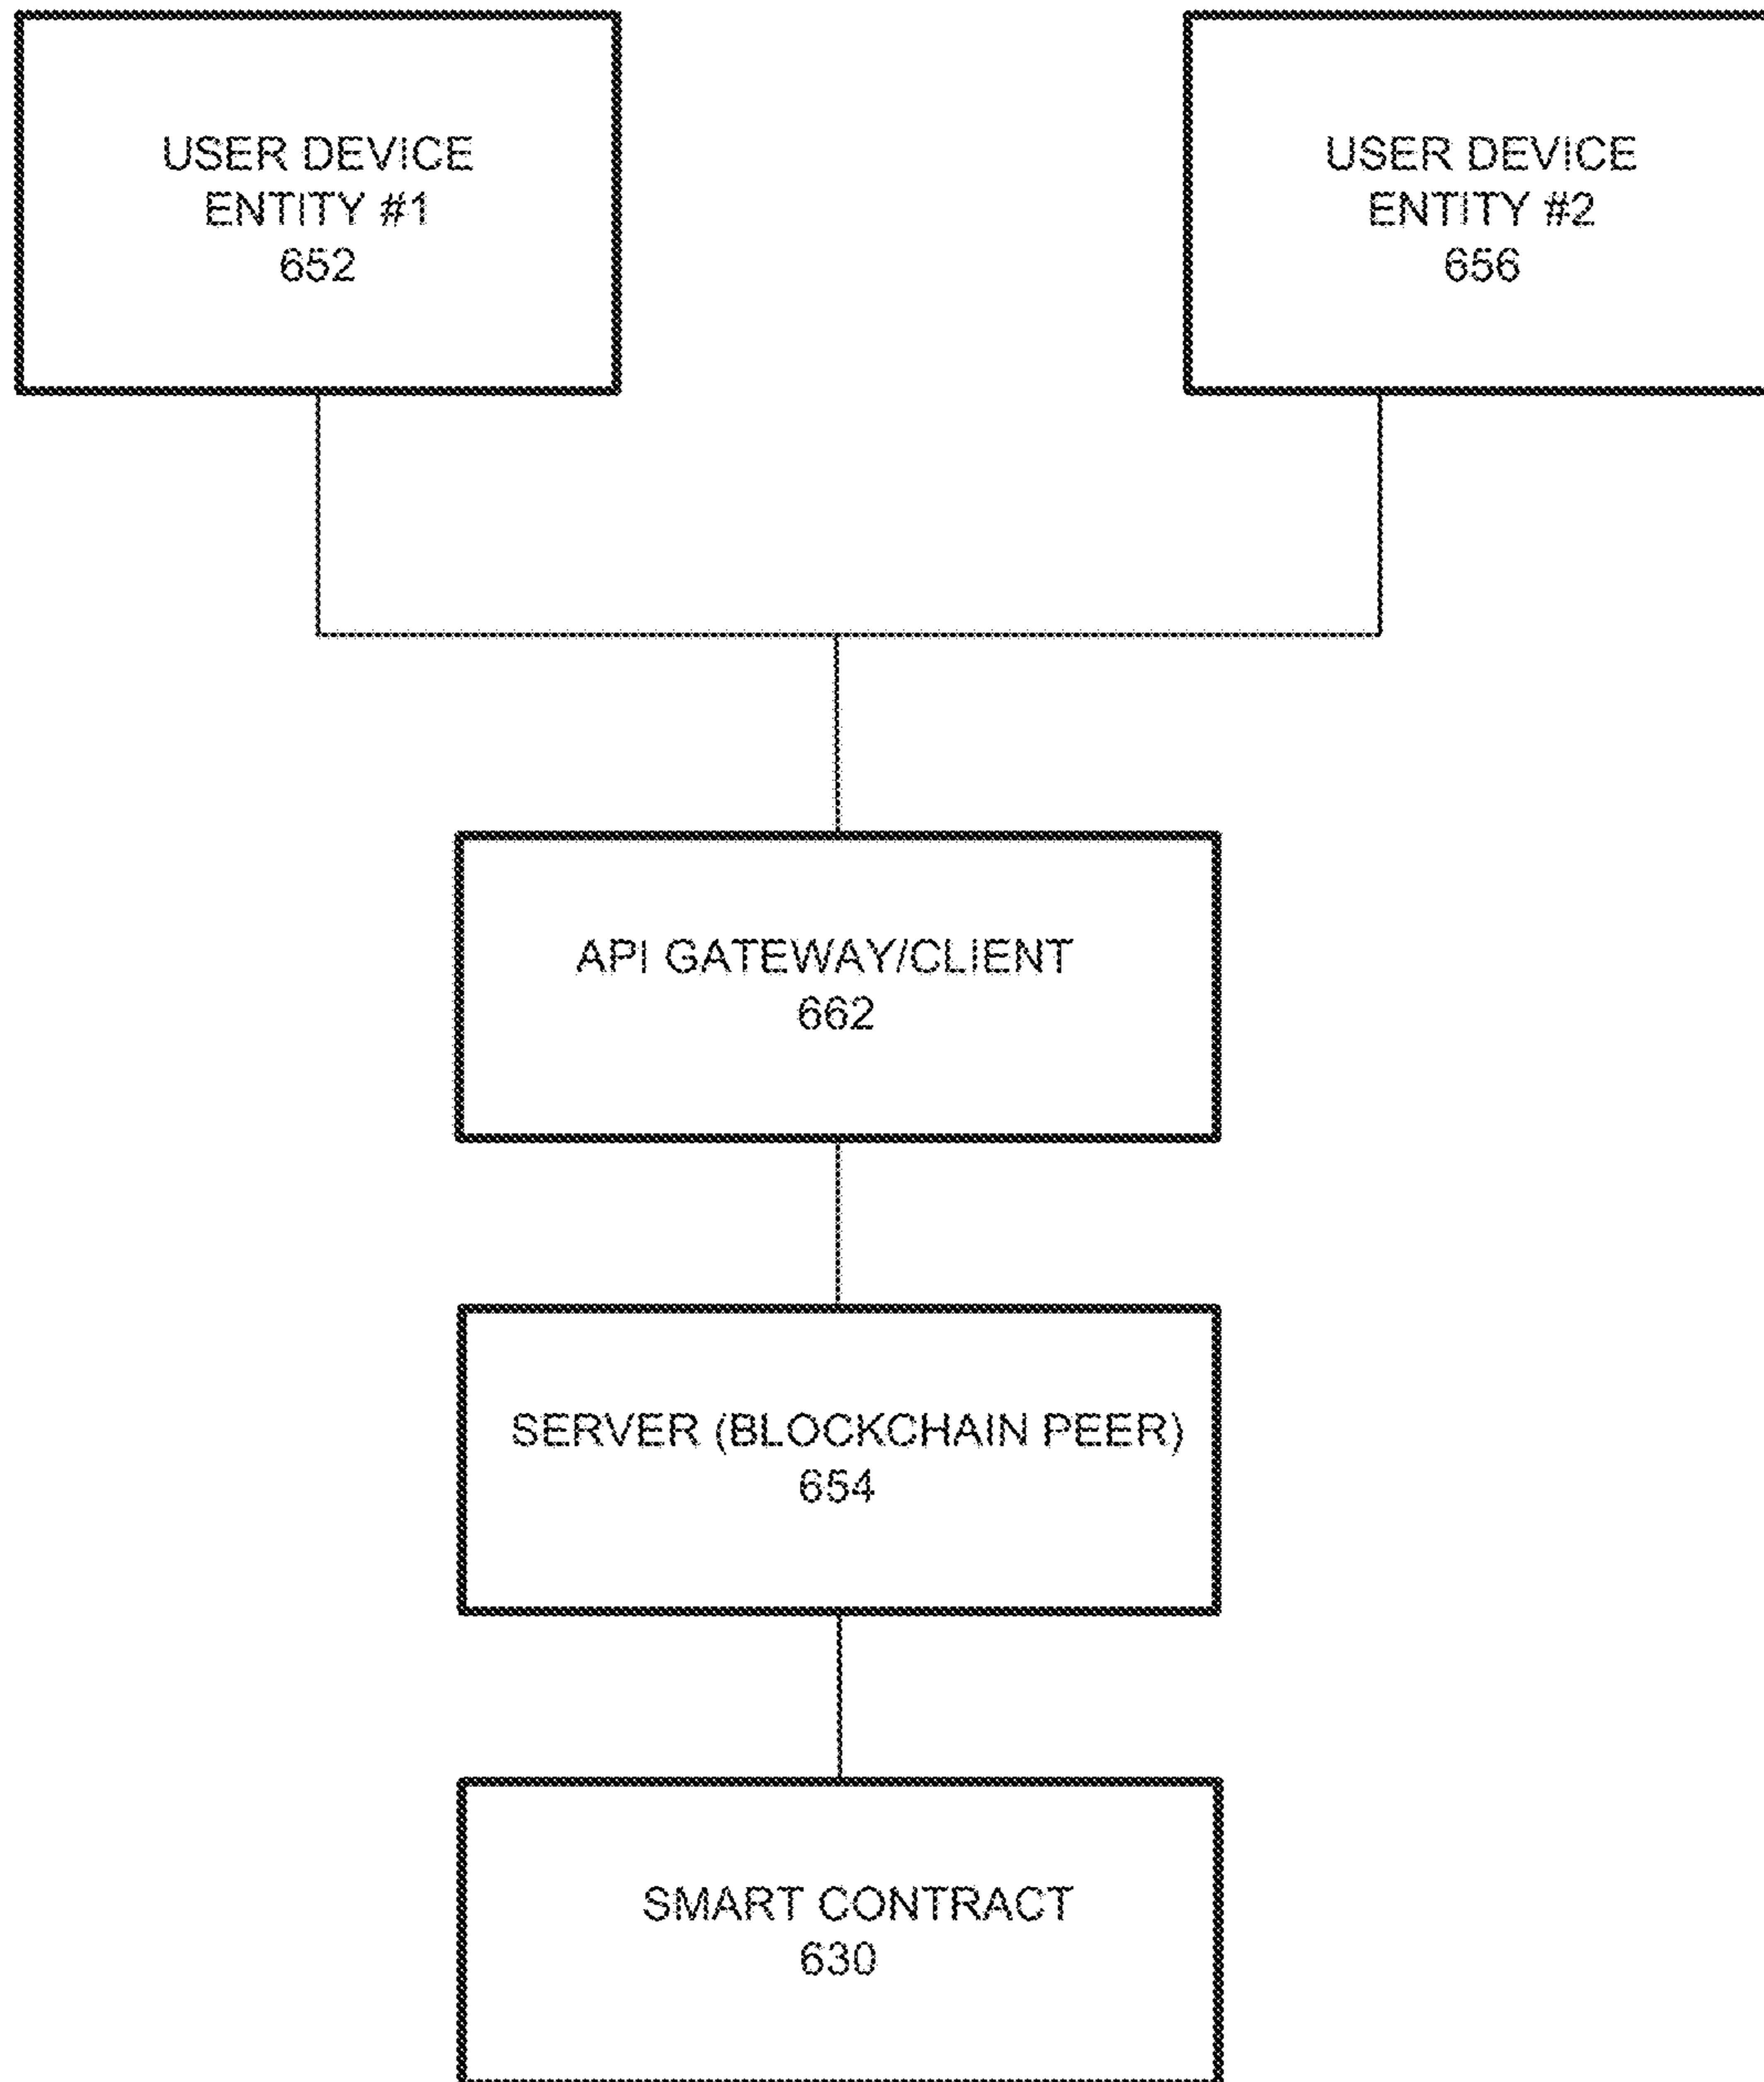 USER DEVICE
ENTITY #1
652
USER DEVICE
ENTITY #2
656
API GATEWAY/CLIENT
662
SERVER (BLOCKCHAIN PEER)
654
SMART CONTRACT
630